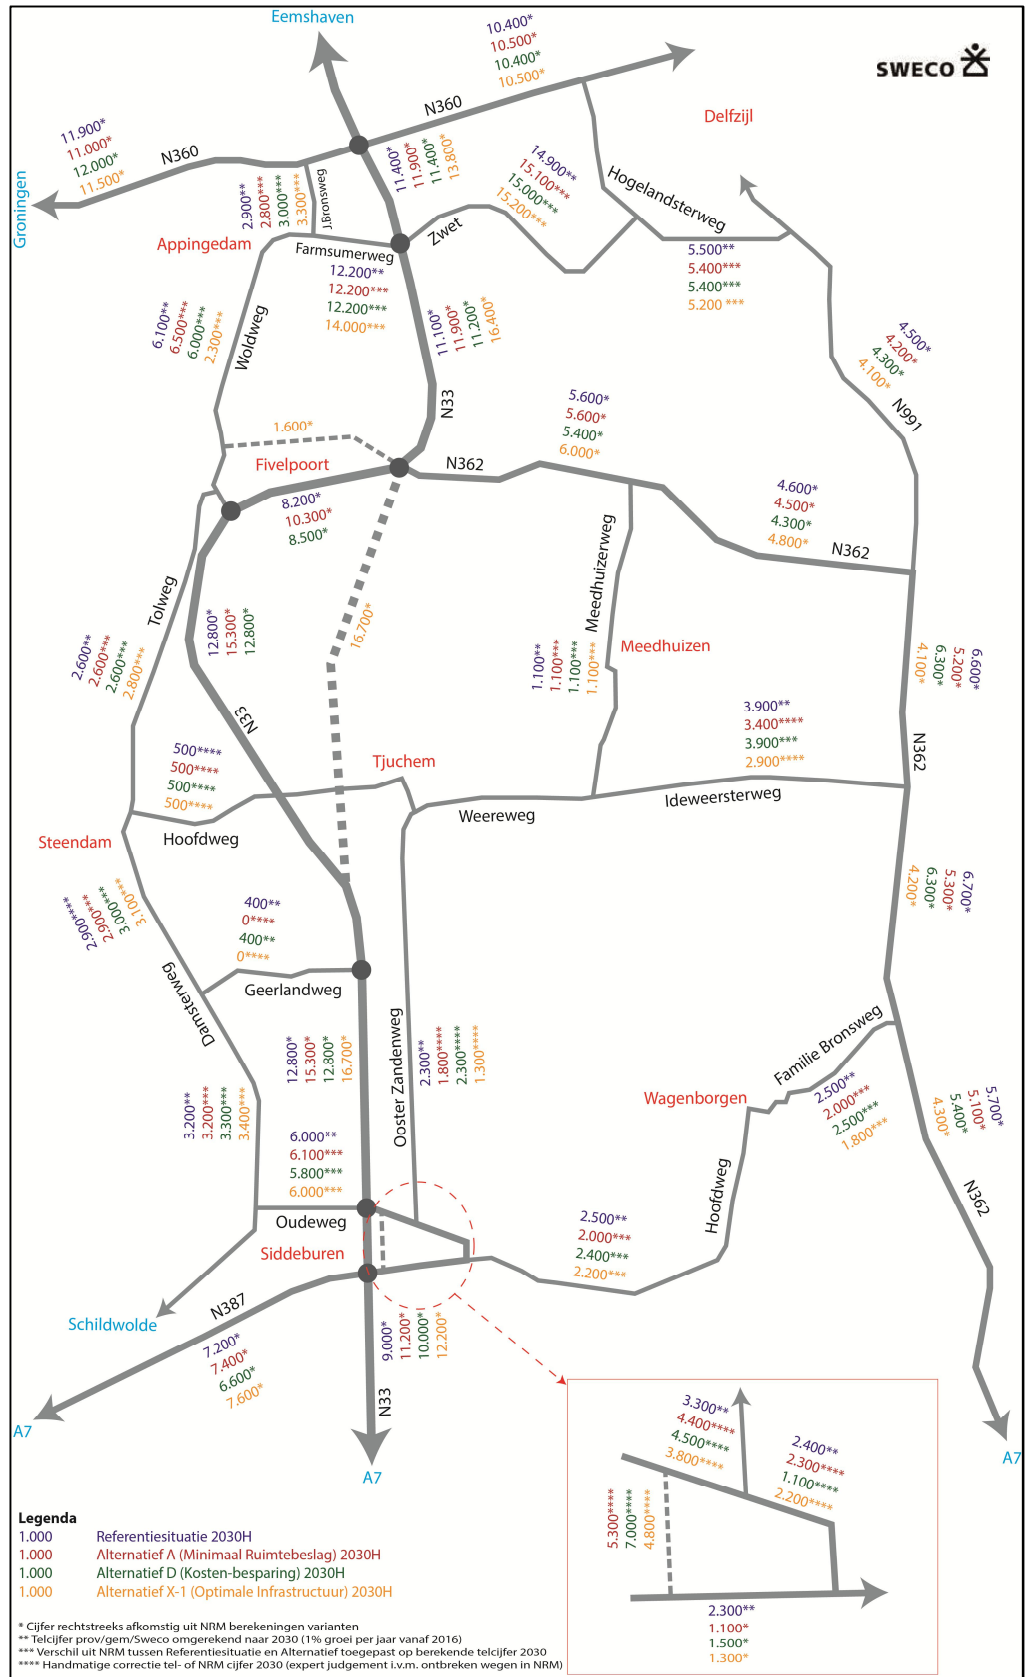 Eemshaven
10.400*
10.500*
10.400*
10.500*
SWECO
N360
Delfzijl
11.900*
11.000*
12.000*
11.500*
N360
11.400*
11.900*
11.400*
13.800*
14.900**
15.100***
15.000***
15.200***
Hogelandsterweg
Groningen
2.900**
2.800***
3.000***
3.300***
J.Bronsweg
Appingedam
Farmsumerweg
Zwet
12.200**
12.200***
12.200***
14.000***
5.500**
5.400***
5.400***
5.200 ***
6.100**
6.500***
6.000***
2.300***
Woldweg
11.100*
11.900*
11.200*
16.400*
4.500*
4.200*
4.300*
4.100*
N991
N33
5.600*
5.600*
5.400*
6.000*
1.600*
Fivelpoort
N362
8.200*
10.300*
8.500*
4.600*
4.500*
4.300*
4.800*
N362
Tolweg
12.800*
15.300*
12.800*
16.700*
Meedhuizerweg
Meedhuizen
2.600**
2.600***
2.600***
2.800***
1.100**
1.100***
1.100***
1.100***
6.600*
5.200*
6.300*
4.100*
N33
3.900**
3.400****
3.900***
2.900****
N362
500****
500****
500****
500****
Tjuchem
Ideweersterweg
Weereweg
Steendam
Hoofdweg
6.700*
5.300*
6.300*
4.200*
2.900****
2.900***
3.000***
3.100***
400**
0****
400**
0****
Geerlandweg
Damsterweg
12.800*
15.300*
12.800*
16.700*
Ooster Zandenweg
2.300**
1.800****
2.300****
1.300****
Familie Bronsweg
2.500**
2.000***
2.500***
1.800***
Wagenborgen
3.200**
3.200***
3.300***
3.400***
5.700*
5.100*
5.400*
4.300*
6.000**
6.100***
5.800***
6.000***
Hoofdweg
N362
Oudeweg
Siddeburen
2.500**
2.000***
2.400***
2.200***
Schildwolde
N387
7.200*
7.400*
6.600*
7.600*
9.000*
11.200*
10.000*
12.200*
N33
A7
A7
A7
3.300**
4.400****
4.500****
3.800****
2.400**
2.300****
1.100****
2.200****
5.300****
7.000****
4.800****
2.300**
1.100*
1.500*
1.300*
Legenda
1.000 Referentiesituatie 2030H
1.000 Alternatief A (Minimaal Ruimtebeslag) 2030H
1.000 Alternatief D (Kosten-besparing) 2030H
1.000 Alternatief X-1 (Optimale Infrastructuur) 2030H
* Cijfer rechtstreeks afkomstig uit NRM berekeningen varianten
** Telcijfer prov/gem/Sweco omgerekend naar 2030 (1% groei per jaar vanaf 2016)
*** Verschil uit NRM tussen Referentiesituatie en Alternatief toegepast op berekende telcijfer 2030
**** Handmatige correctie tel- of NRM cijfer 2030 (expert judgement i.v.m. ontbreken wegen in NRM)